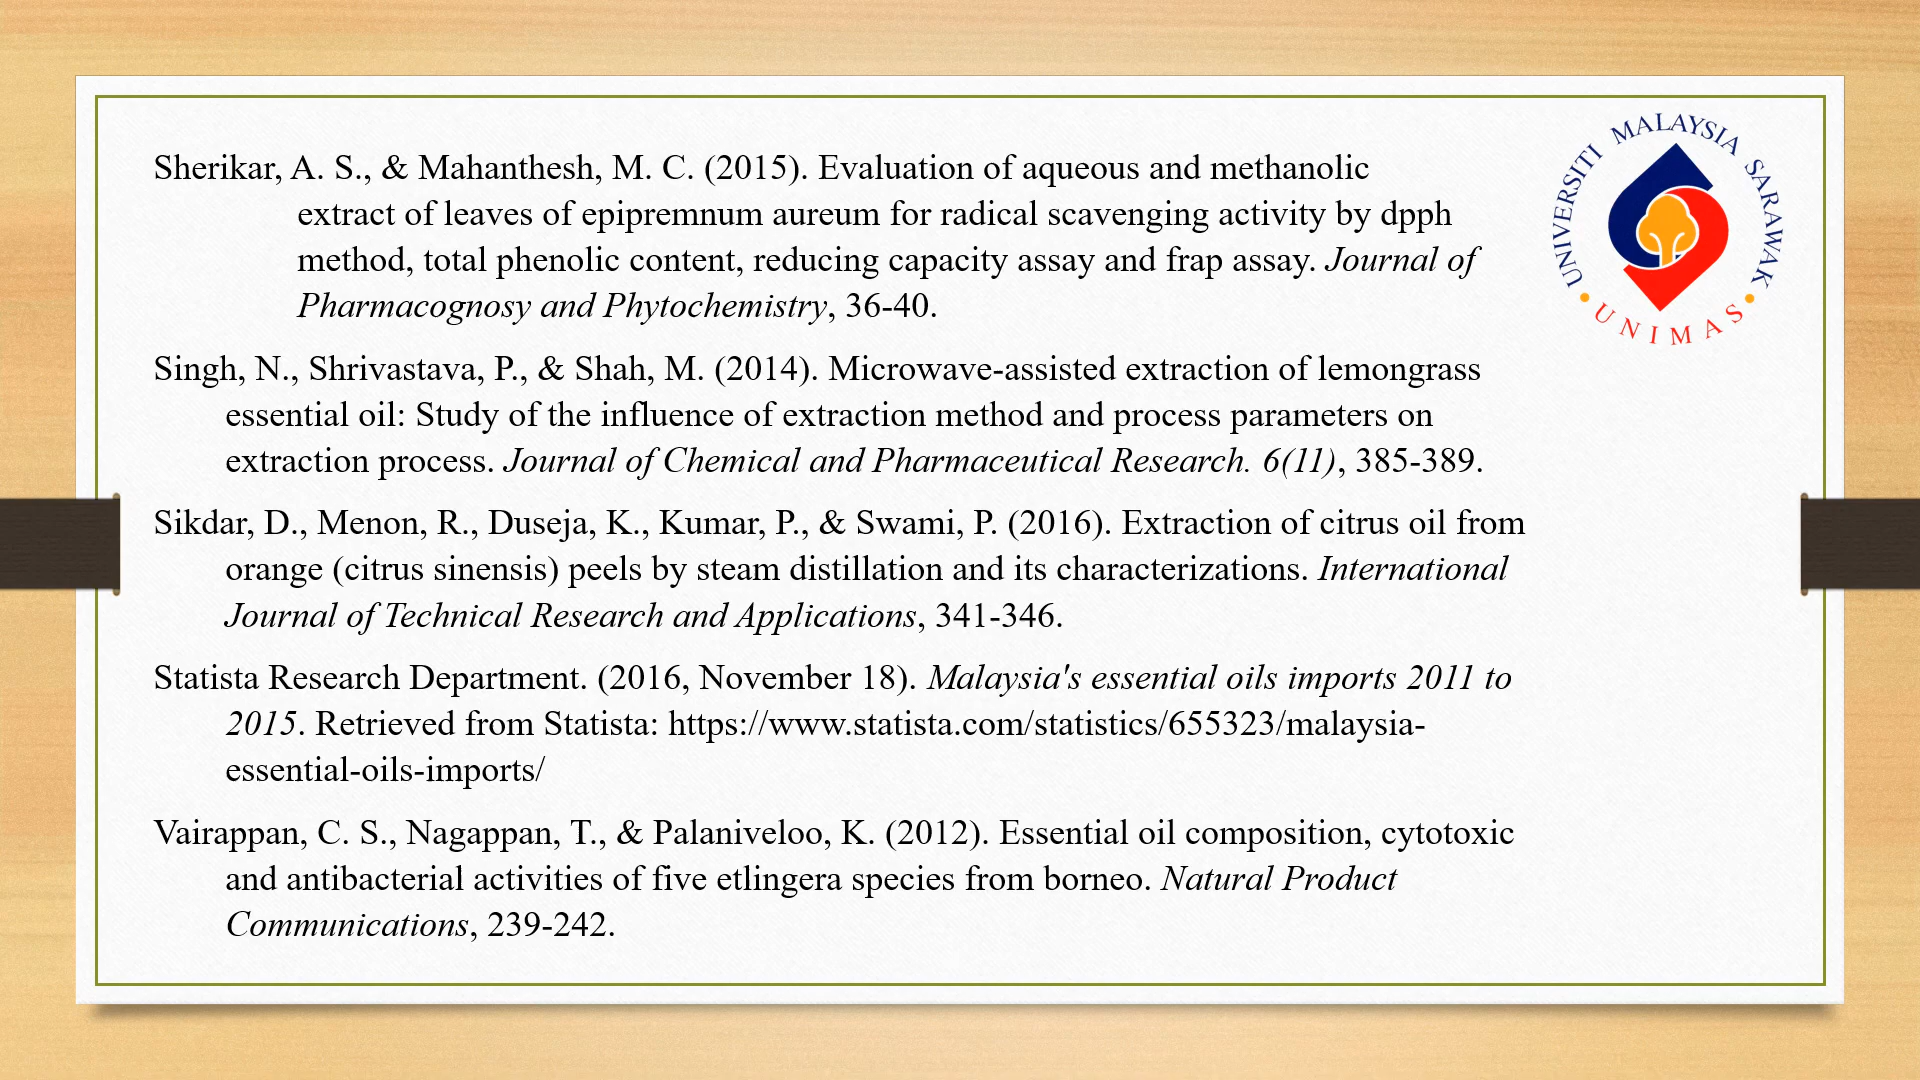 Sherikar, A. S., & Mahanthesh, M. C. (2015). Evaluation of aqueous and methanolic
extract of leaves of epipremnum aureum for radical scavenging activity by dpph
method, total phenolic content, reducing capacity assay and frap assay. Journal of
Pharmacognosy and Phytochemistry, 36-40.
Singh, N., Shrivastava, P., & Shah, M. (2014). Microwave-assisted extraction of lemongrass
essential oil: Study of the influence of extraction method and process parameters on
extraction process. Journal of Chemical and Pharmaceutical Research. 6(11), 385-389.
Sikdar, D., Menon, R., Duseja, K., Kumar, P., & Swami, P. (2016). Extraction of citrus oil from
orange (citrus sinensis) peels by steam distillation and its characterizations. International
Journal of Technical Research and Applications, 341-346.
Statista Research Department. (2016, November 18). Malaysia's essential oils imports 2011 to
2015. Retrieved from Statista: https://www.statista.com/statistics/655323/malaysia-
essential-oils-imports/
Vairappan, C. S., Nagappan, T., & Palaniveloo, K. (2012). Essential oil composition, cytotoxic
and antibacterial activities of five etlingera species from borneo. Natural Product
Communications, 239-242.
UNIVERSITI MALAYSIA SARAWAK
UNIMAS